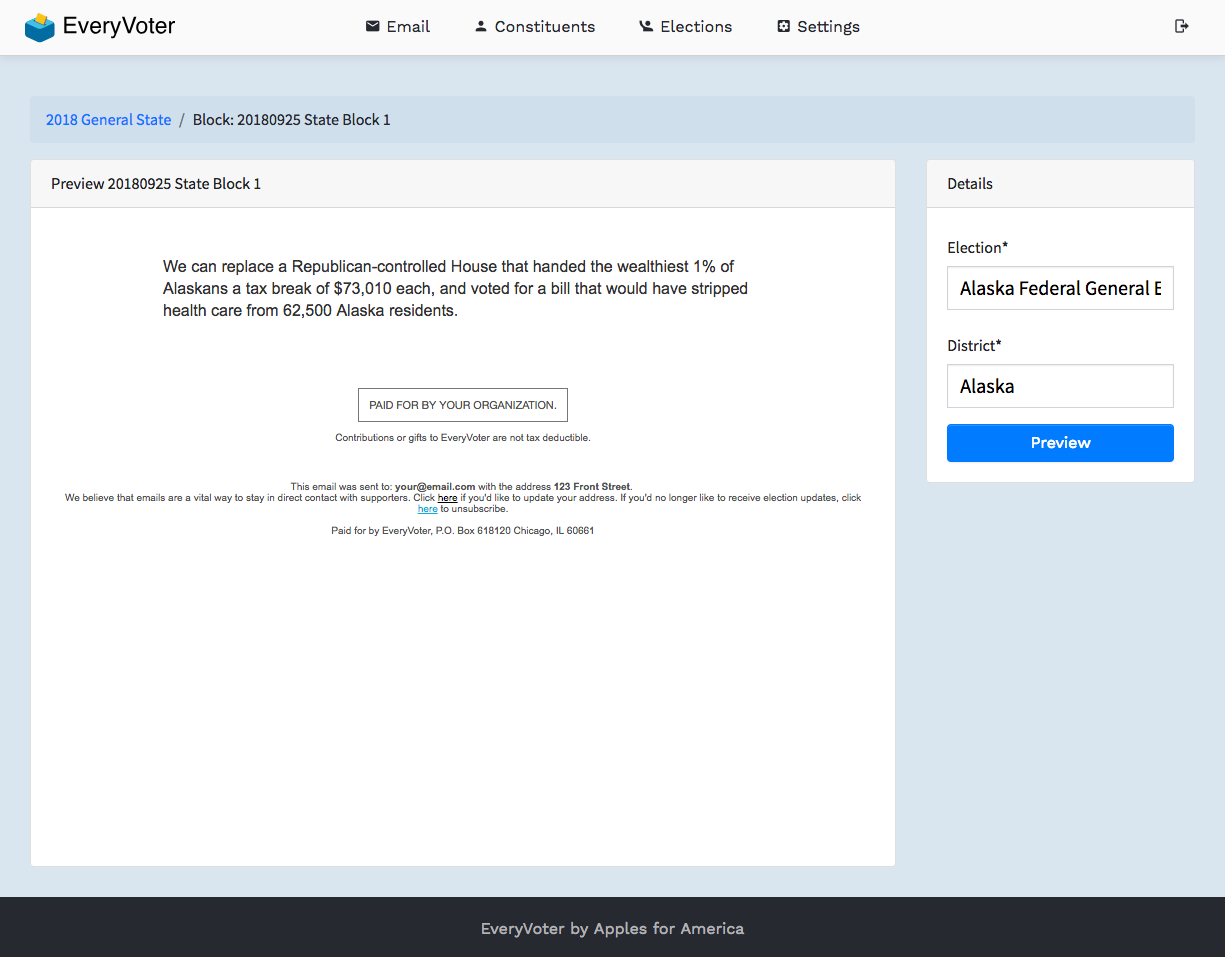 EveryVoter
Email
Constituents
Elections
Settings
2018 General State / Block: 20180925 State Block 1
Preview 20180925 State Block 1
We can replace a Republican-controlled House that handed the wealthiest 1% of
Alaskans a tax break of $73,010 each, and voted for a bill that would have stripped
health care from 62,500 Alaska residents.
PAID FOR BY YOUR ORGANIZATION.
Contributions or gifts to EveryVoter are not tax deductible.
This email was sent to: your@email.com with the address 123 Front Street.
We believe that emails are a vital way to stay in direct contact with supporters. Click here if you'd like to update your address. If you'd no longer like to receive election updates, click
here to unsubscribe.
Paid for by EveryVoter, P.O. Box 618120 Chicago, IL 60661
Details
Election*
Alaska Federal General E
District*
Alaska
Preview
EveryVoter by Apples for America